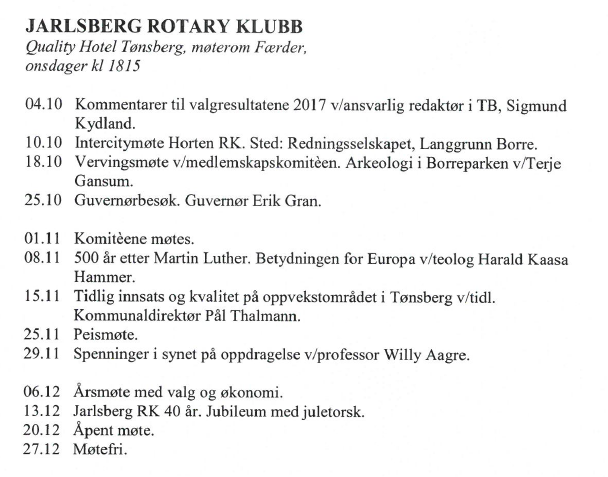 JARLSBERG ROTARY KLUBB
Quality Hotel Tønsberg, møterom Færder,
onsdager kl 1815
04.10 Kommentarer til valgresultatene 2017 v/ansvarlig redaktør i TB, Sigmund
Kydland.
10.10 Intercitymøte Horten RK. Sted: Redningsselskapet, Langgrunn Borre.
18.10 Vervingsmøte v/medlemskapskomitèen. Arkeologi i Borreparken v/Terje
Gansum.
25.10 Guvernørbesøk. Guvernør Erik Gran.
01.11 Komitèene møtes.
08.11 500 år etter Martin Luther. Betydningen for Europa v/teolog Harald Kaasa
Hammer.
15.11 Tidlig innsats og kvalitet på oppvekstområdet i Tønsberg v/tidl.
Kommunaldirektør Pål Thalmann.
25.11 Peismøte.
29.11 Spenninger i synet på oppdragelse v/professor Willy Aagre.
06.12 Årsmøte med valg og økonomi.
13.12 Jarlsberg RK 40 år. Jubileum med juletorsk.
20.12 Åpent møte.
27.12 Møtefri.